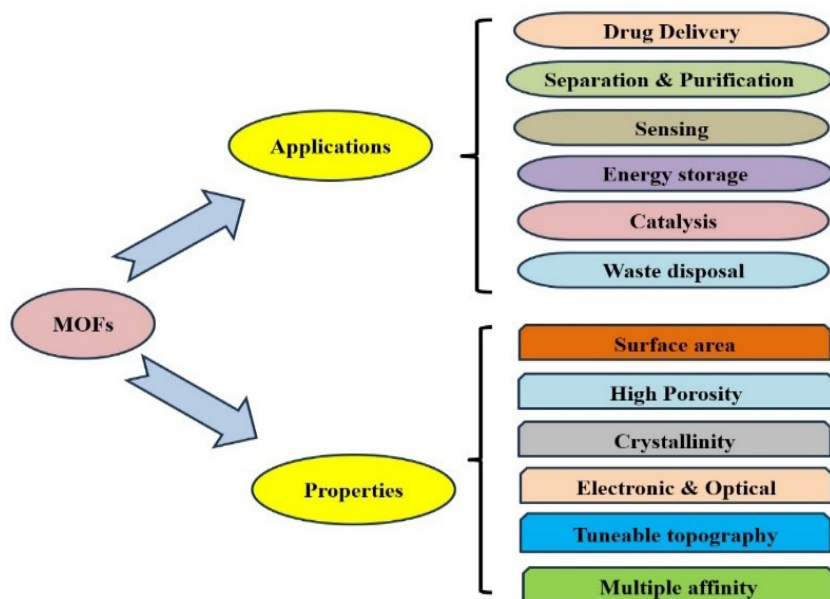 Drug Delivery
Separation & Purification
Sensing
Applications
Energy storage
Catalysis
Waste disposal
MOFs
Surface area
High Porosity
Crystallinity
Electronic & Optical
Properties
Tuneable topography
Multiple affinity